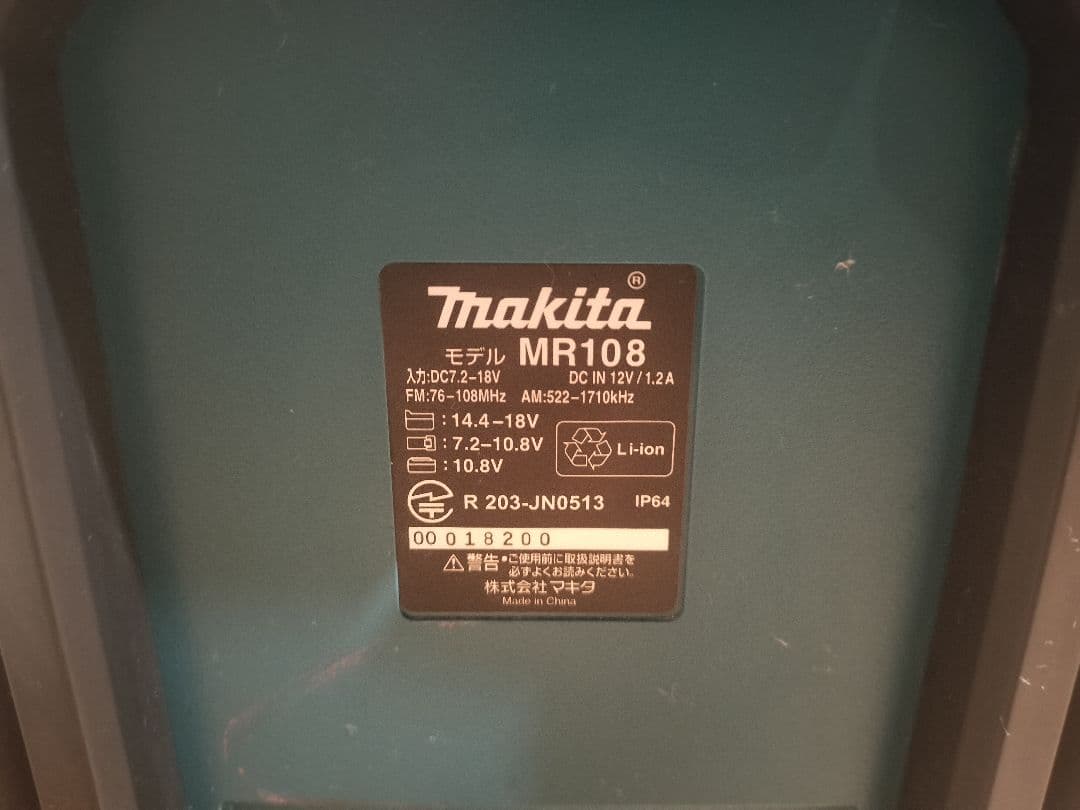 makita®
モデル MR108
入力:DC7.2-18V DC IN 12V/1.2A
FM:76-108MHz AM:522-1710kHz
:14.4-18V
:7.2-10.8V
:10.8V
Li-ion
R 203-JN0513 IP64
00 018200
警告 •ご使用前に取扱説明書を
必ずよくお読みください。
株式会社マキタ
Made in China